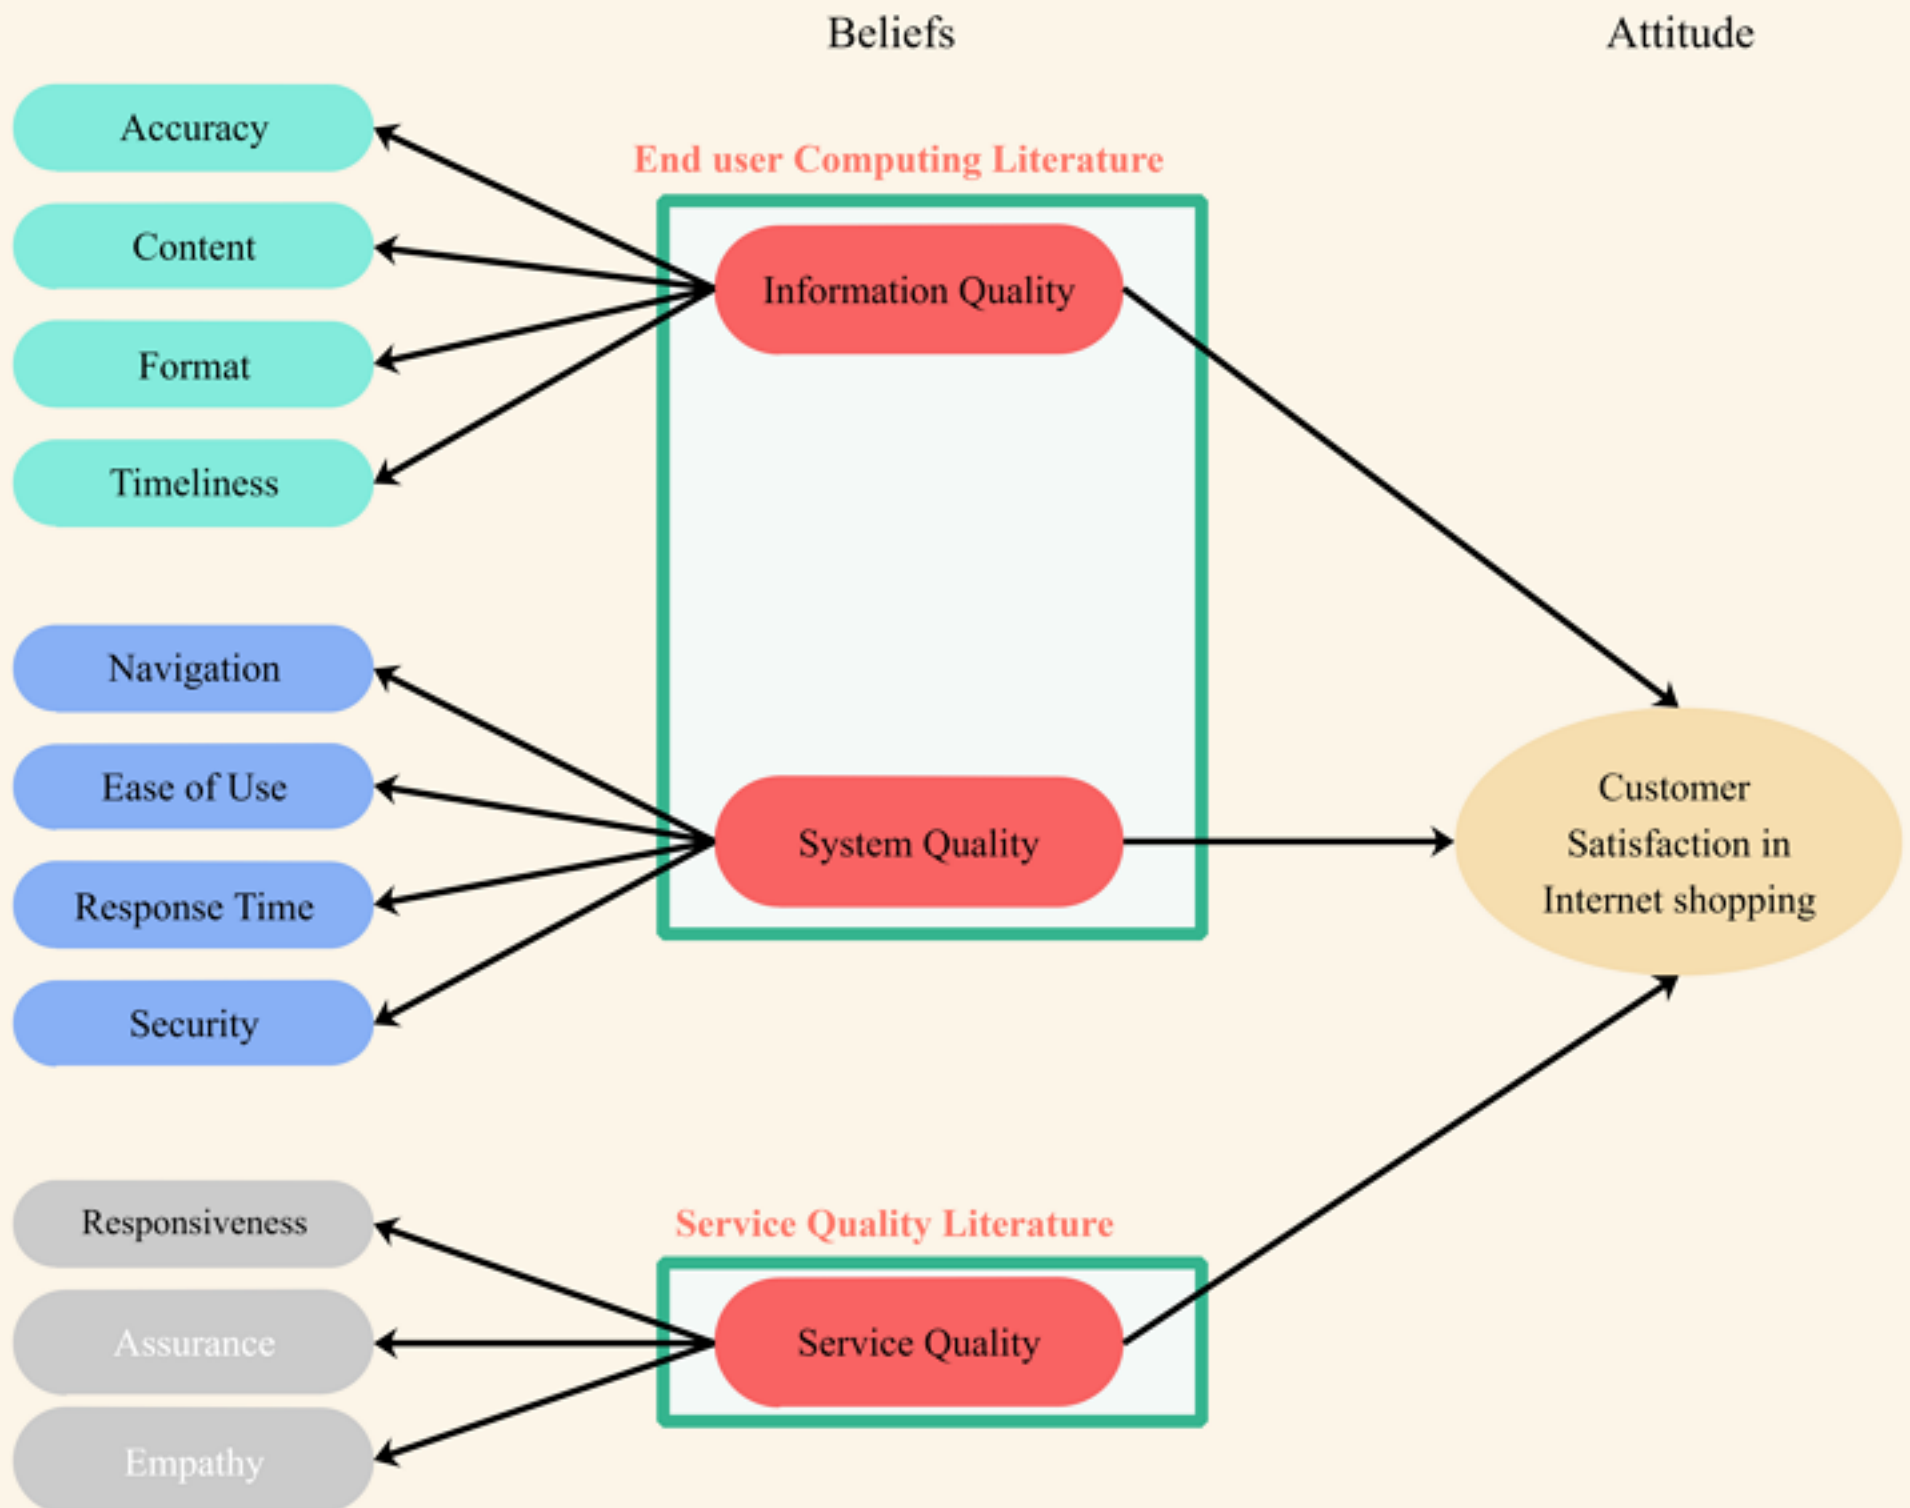 Beliefs
Attitude
Accuracy
End user Computing Literature
Content
Information Quality
Format
Timeliness
Navigation
Ease of Use
System Quality
Response Time
Security
Customer
Satisfaction in
Internet shopping
Responsiveness
Service Quality Literature
Assurance
Service Quality
Empathy